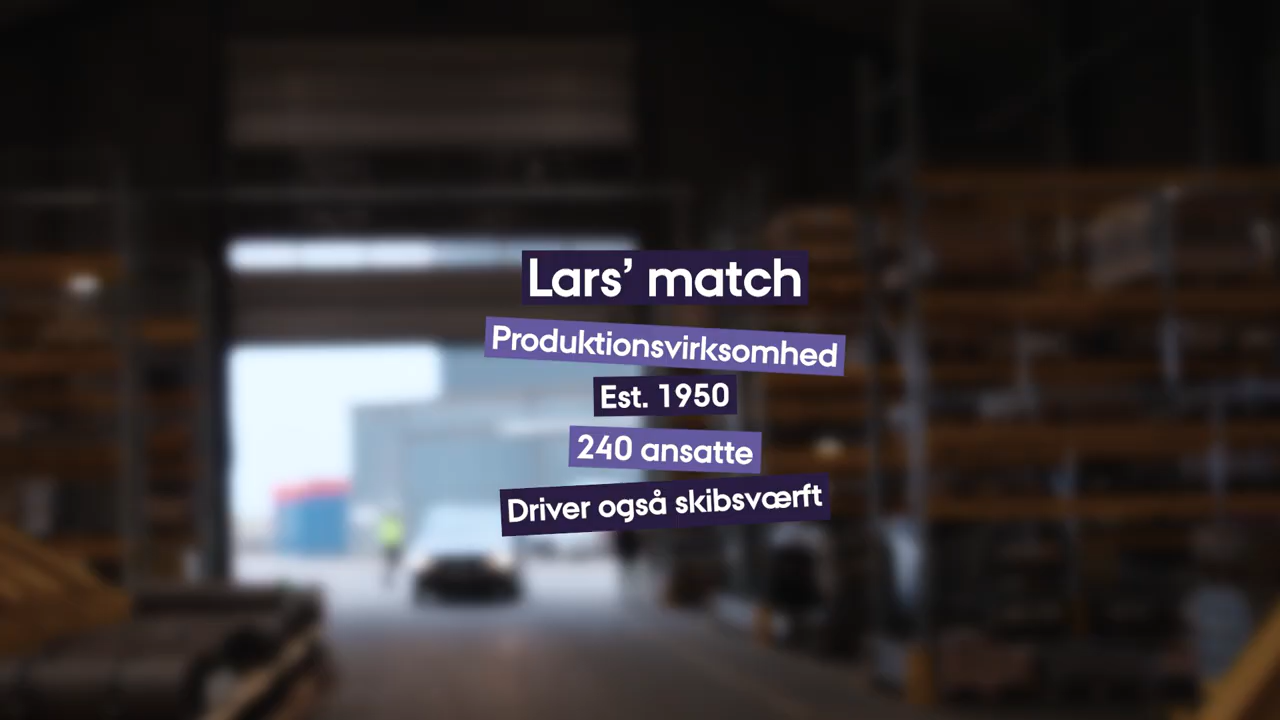 Lars’ match
Produktionsvirksomhed
Est. 1950
240 ansatte
Driver også skibsværft